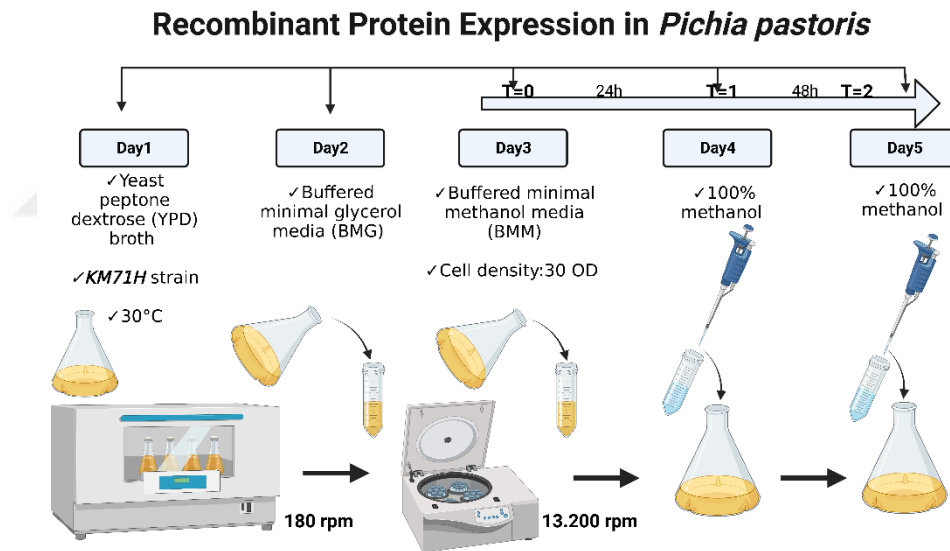 Recombinant Protein Expression in Pichia pastoris
T=0 24h T=1 48h T=2
Day1 Day2 Day3 Day4 Day5
✓Yeast
peptone
dextrose (YPD)
broth
✓KM71H strain
✓30°C
✓Buffered
minimal glycerol
media (BMG)
✓Buffered minimal
methanol media
(BMM)
✓Cell density:30 OD
✓100%
methanol
✓100%
methanol
180 rpm
13.200 rpm